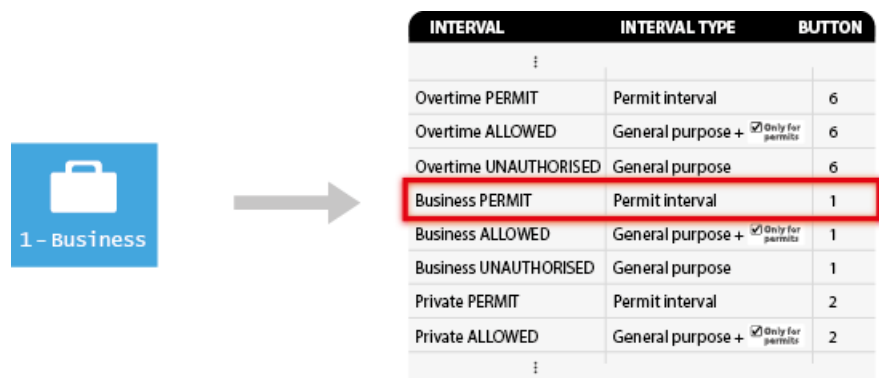 INTERVAL INTERVAL TYPE BUTTON
⋮
Overtime PERMIT Permit interval 6
Overtime ALLOWED General purpose + ☑ Only for permits 6
Overtime UNAUTHORISED General purpose 6
Business PERMIT Permit interval 1
Business ALLOWED General purpose + ☑ Only for permits 1
Business UNAUTHORISED General purpose 1
Private PERMIT Permit interval 2
Private ALLOWED General purpose + ☑ Only for permits 2
⋮
1 - Business